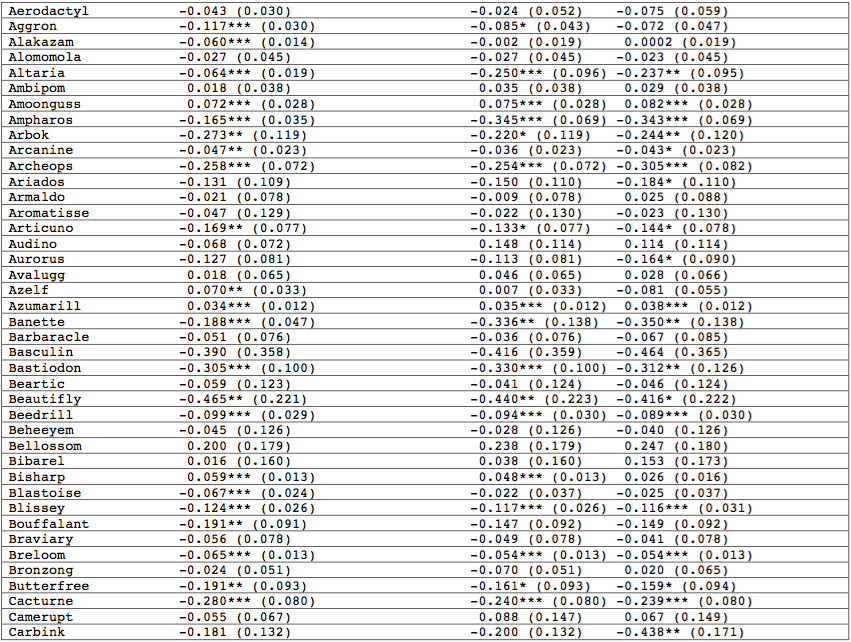 Aerodactyl -0.043 (0.030) -0.024 (0.052) -0.075 (0.059)
Aggron -0.117*** (0.030) -0.085* (0.043) -0.072 (0.047)
Alakazam -0.060*** (0.014) -0.002 (0.019) 0.0002 (0.019)
Alomomola -0.027 (0.045) -0.027 (0.045) -0.023 (0.045)
Altaria -0.064*** (0.019) -0.250*** (0.096) -0.237** (0.095)
Ambipom 0.018 (0.038) 0.035 (0.038) 0.029 (0.038)
Amoonguss 0.072*** (0.028) 0.075*** (0.028) 0.082*** (0.028)
Ampharos -0.165*** (0.035) -0.345*** (0.069) -0.343*** (0.069)
Arbok -0.273** (0.119) -0.220* (0.119) -0.244** (0.120)
Arcanine -0.047** (0.023) -0.036 (0.023) -0.043* (0.023)
Archeops -0.258*** (0.072) -0.254*** (0.072) -0.305*** (0.082)
Ariados -0.131 (0.109) -0.150 (0.110) -0.184* (0.110)
Armaldo -0.021 (0.078) -0.009 (0.078) 0.025 (0.088)
Aromatisse -0.047 (0.129) -0.022 (0.130) -0.023 (0.130)
Articuno -0.169** (0.077) -0.133* (0.077) -0.144* (0.078)
Audino -0.068 (0.072) 0.148 (0.114) 0.114 (0.114)
Aurorus -0.127 (0.081) -0.113 (0.081) -0.164* (0.090)
Avalugg 0.018 (0.065) 0.046 (0.065) 0.028 (0.066)
Azelf 0.070** (0.033) 0.007 (0.033) -0.081 (0.055)
Azumarill 0.034*** (0.012) 0.035*** (0.012) 0.038*** (0.012)
Banette -0.188*** (0.047) -0.336** (0.138) -0.350** (0.138)
Barbaracle -0.051 (0.076) -0.036 (0.076) -0.067 (0.085)
Basculin -0.390 (0.358) -0.416 (0.359) -0.464 (0.365)
Bastiodon -0.305*** (0.100) -0.330*** (0.100) -0.312** (0.126)
Beartic -0.059 (0.123) -0.041 (0.124) -0.046 (0.124)
Beautifly -0.465** (0.221) -0.440** (0.223) -0.416* (0.222)
Beedrill -0.099*** (0.029) -0.094*** (0.030) -0.089*** (0.030)
Beheeyem -0.045 (0.126) -0.028 (0.126) -0.040 (0.126)
Bellossom 0.200 (0.179) 0.238 (0.179) 0.247 (0.180)
Bibarel 0.016 (0.160) 0.038 (0.160) 0.153 (0.173)
Bisharp 0.059*** (0.013) 0.048*** (0.013) 0.026 (0.016)
Blastoise -0.067*** (0.024) -0.022 (0.037) -0.025 (0.037)
Blissey -0.124*** (0.026) -0.117*** (0.026) -0.116*** (0.031)
Bouffalant -0.191** (0.091) -0.147 (0.092) -0.149 (0.092)
Braviary -0.056 (0.078) -0.049 (0.078) -0.041 (0.078)
Breloom -0.065*** (0.013) -0.054*** (0.013) -0.054*** (0.013)
Bronzong -0.024 (0.051) -0.070 (0.051) 0.020 (0.065)
Butterfree -0.191** (0.093) -0.161* (0.093) -0.159* (0.094)
Cacturne -0.280*** (0.080) -0.240*** (0.080) -0.239*** (0.080)
Camerupt -0.055 (0.067) 0.088 (0.147) 0.067 (0.149)
Carbink -0.181 (0.132) -0.200 (0.132) -0.438** (0.171)